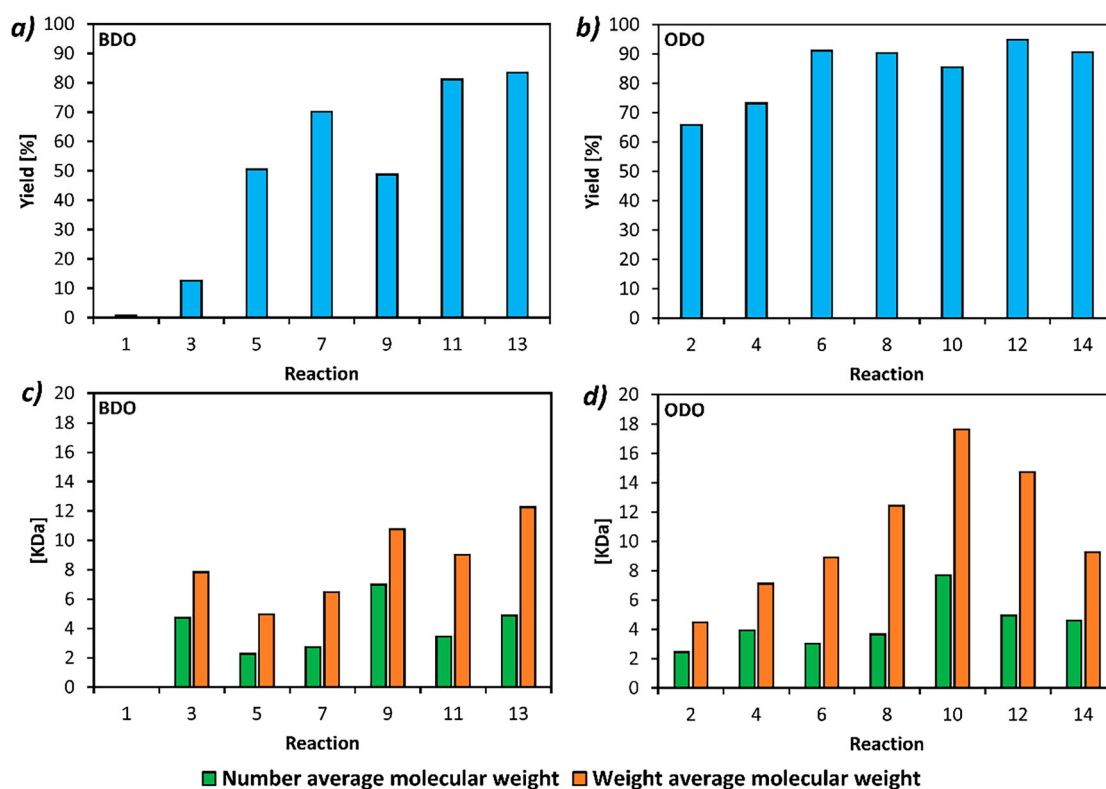 a)
BDO
Yield [%]
100
90
80
70
60
50
40
30
20
10
0
1 3 5 7 9 11 13
Reaction
b)
ODO
Yield [%]
100
90
80
70
60
50
40
30
20
10
0
2 4 6 8 10 12 14
Reaction
c)
BDO
[KDa]
20
18
16
14
12
10
8
6
4
2
0
1 3 5 7 9 11 13
Reaction
d)
ODO
[KDa]
20
18
16
14
12
10
8
6
4
2
0
2 4 6 8 10 12 14
Reaction
Number average molecular weight Weight average molecular weight